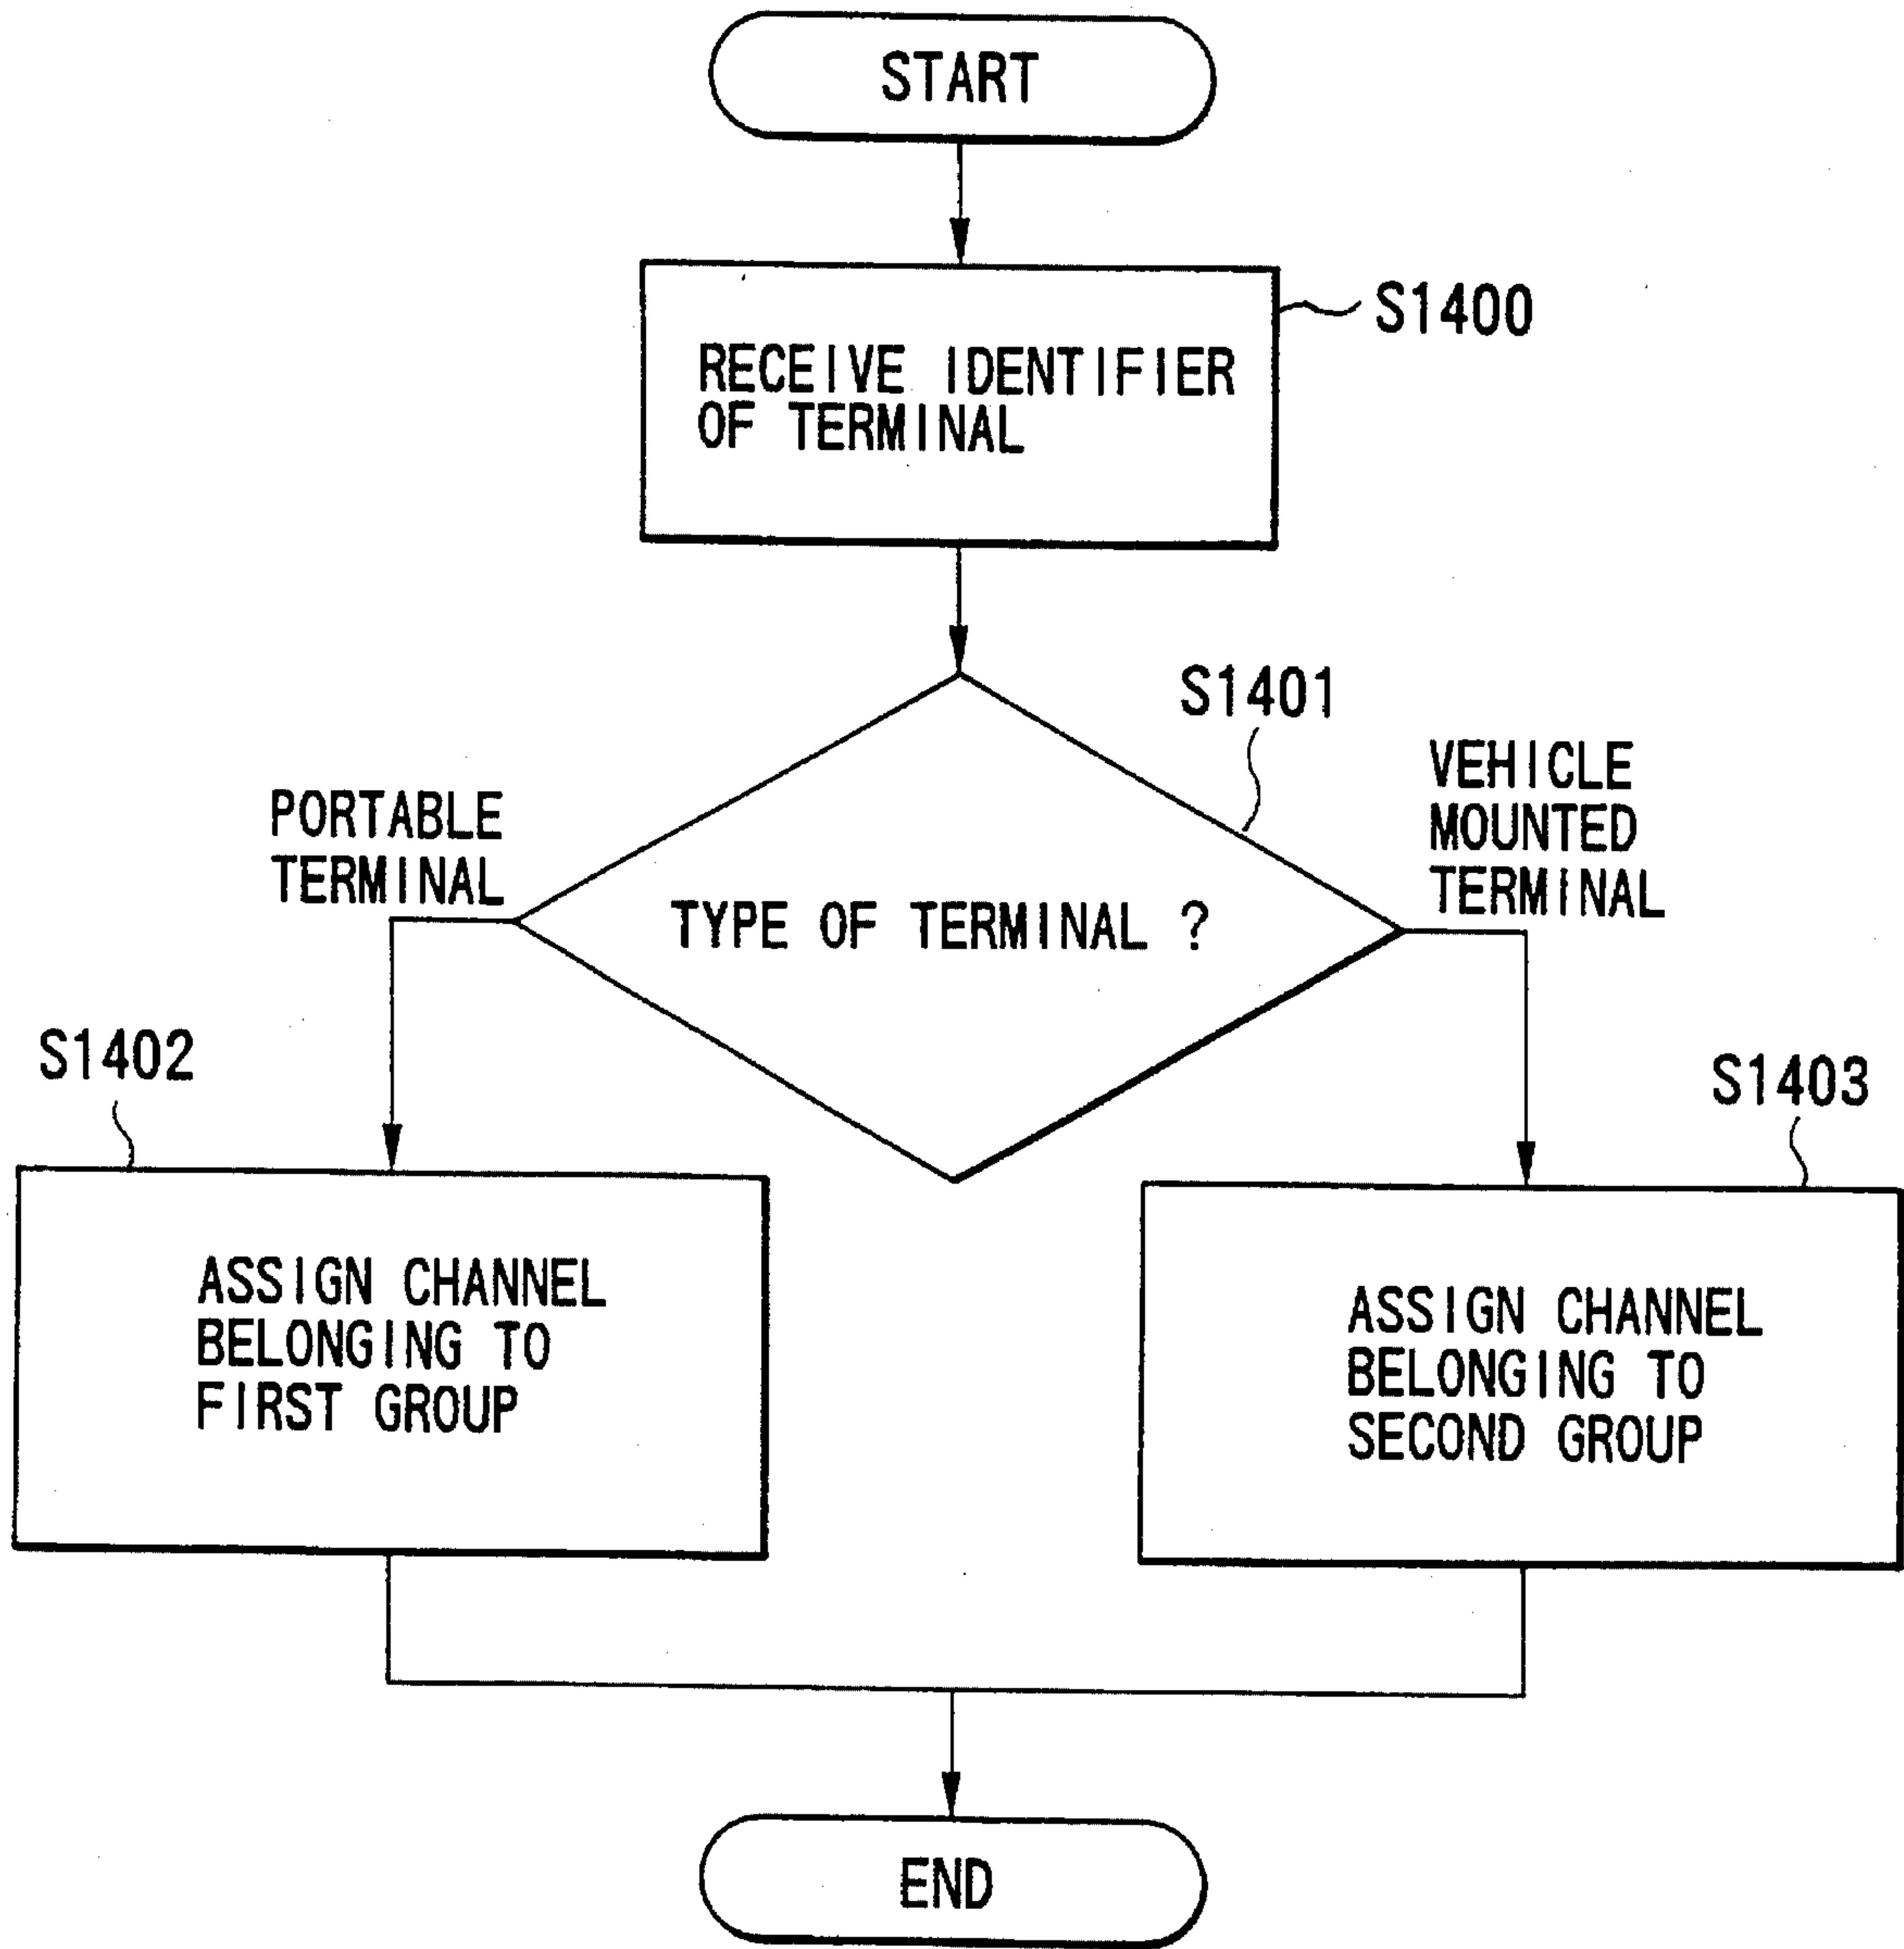 START
S1400
RECEIVE IDENTIFIER
OF TERMINAL
S1401
PORTABLE
TERMINAL
VEHICLE
MOUNTED
TERMINAL
TYPE OF TERMINAL ?
S1402
S1403
ASSIGN CHANNEL
BELONGING TO
FIRST GROUP
ASSIGN CHANNEL
BELONGING TO
SECOND GROUP
END